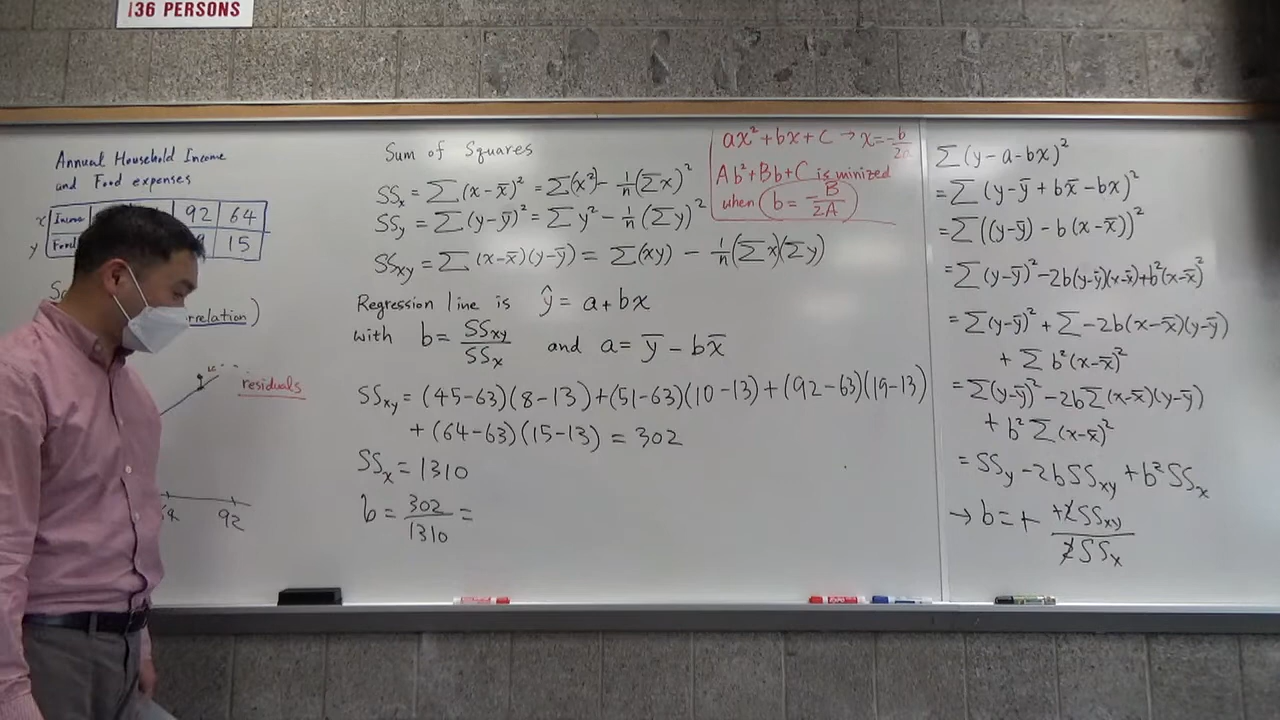 136 PERSONS
Annual Household Income
and Food expenses
x Income 92 64
y Food 15
relation)
residuals
92
Sum of Squares
SSx = ∑(x-x̄)² = ∑(x²) - 1/n(∑x)²
SSy = ∑(y-ȳ)² = ∑y² - 1/n(∑y)²
SSxy = ∑(x-x̄)(y-ȳ) = ∑(xy) - 1/n(∑x)(∑y)
Regression line is ŷ = a+bx
with b = SSxy/SSx and a = ȳ - bx̄
SSxy = (45-63)(8-13)+(51-63)(10-13)+(92-63)(19-13)
+ (64-63)(15-13) = 302
SSx = 1310
b = 302/1310 =
ax²+bx+C → x = -b/2a
Ab²+Bb+C is minized
when b = -B/2A
∑(y-a-bx)²
= ∑(y-ȳ+bx̄-bx)²
= ∑((y-ȳ)-b(x-x̄))²
= ∑(y-ȳ)²-2b(y-ȳ)(x-x̄)+b²(x-x̄)²
= ∑(y-ȳ)² + ∑-2b(x-x̄)(y-ȳ)
+ ∑b²(x-x̄)²
= ∑(y-ȳ)²-2b∑(x-x̄)(y-ȳ)
+ b²∑(x-x̄)²
= SSy-2bSSxy+b²SSx
→ b = + +2SSxy/2SSx